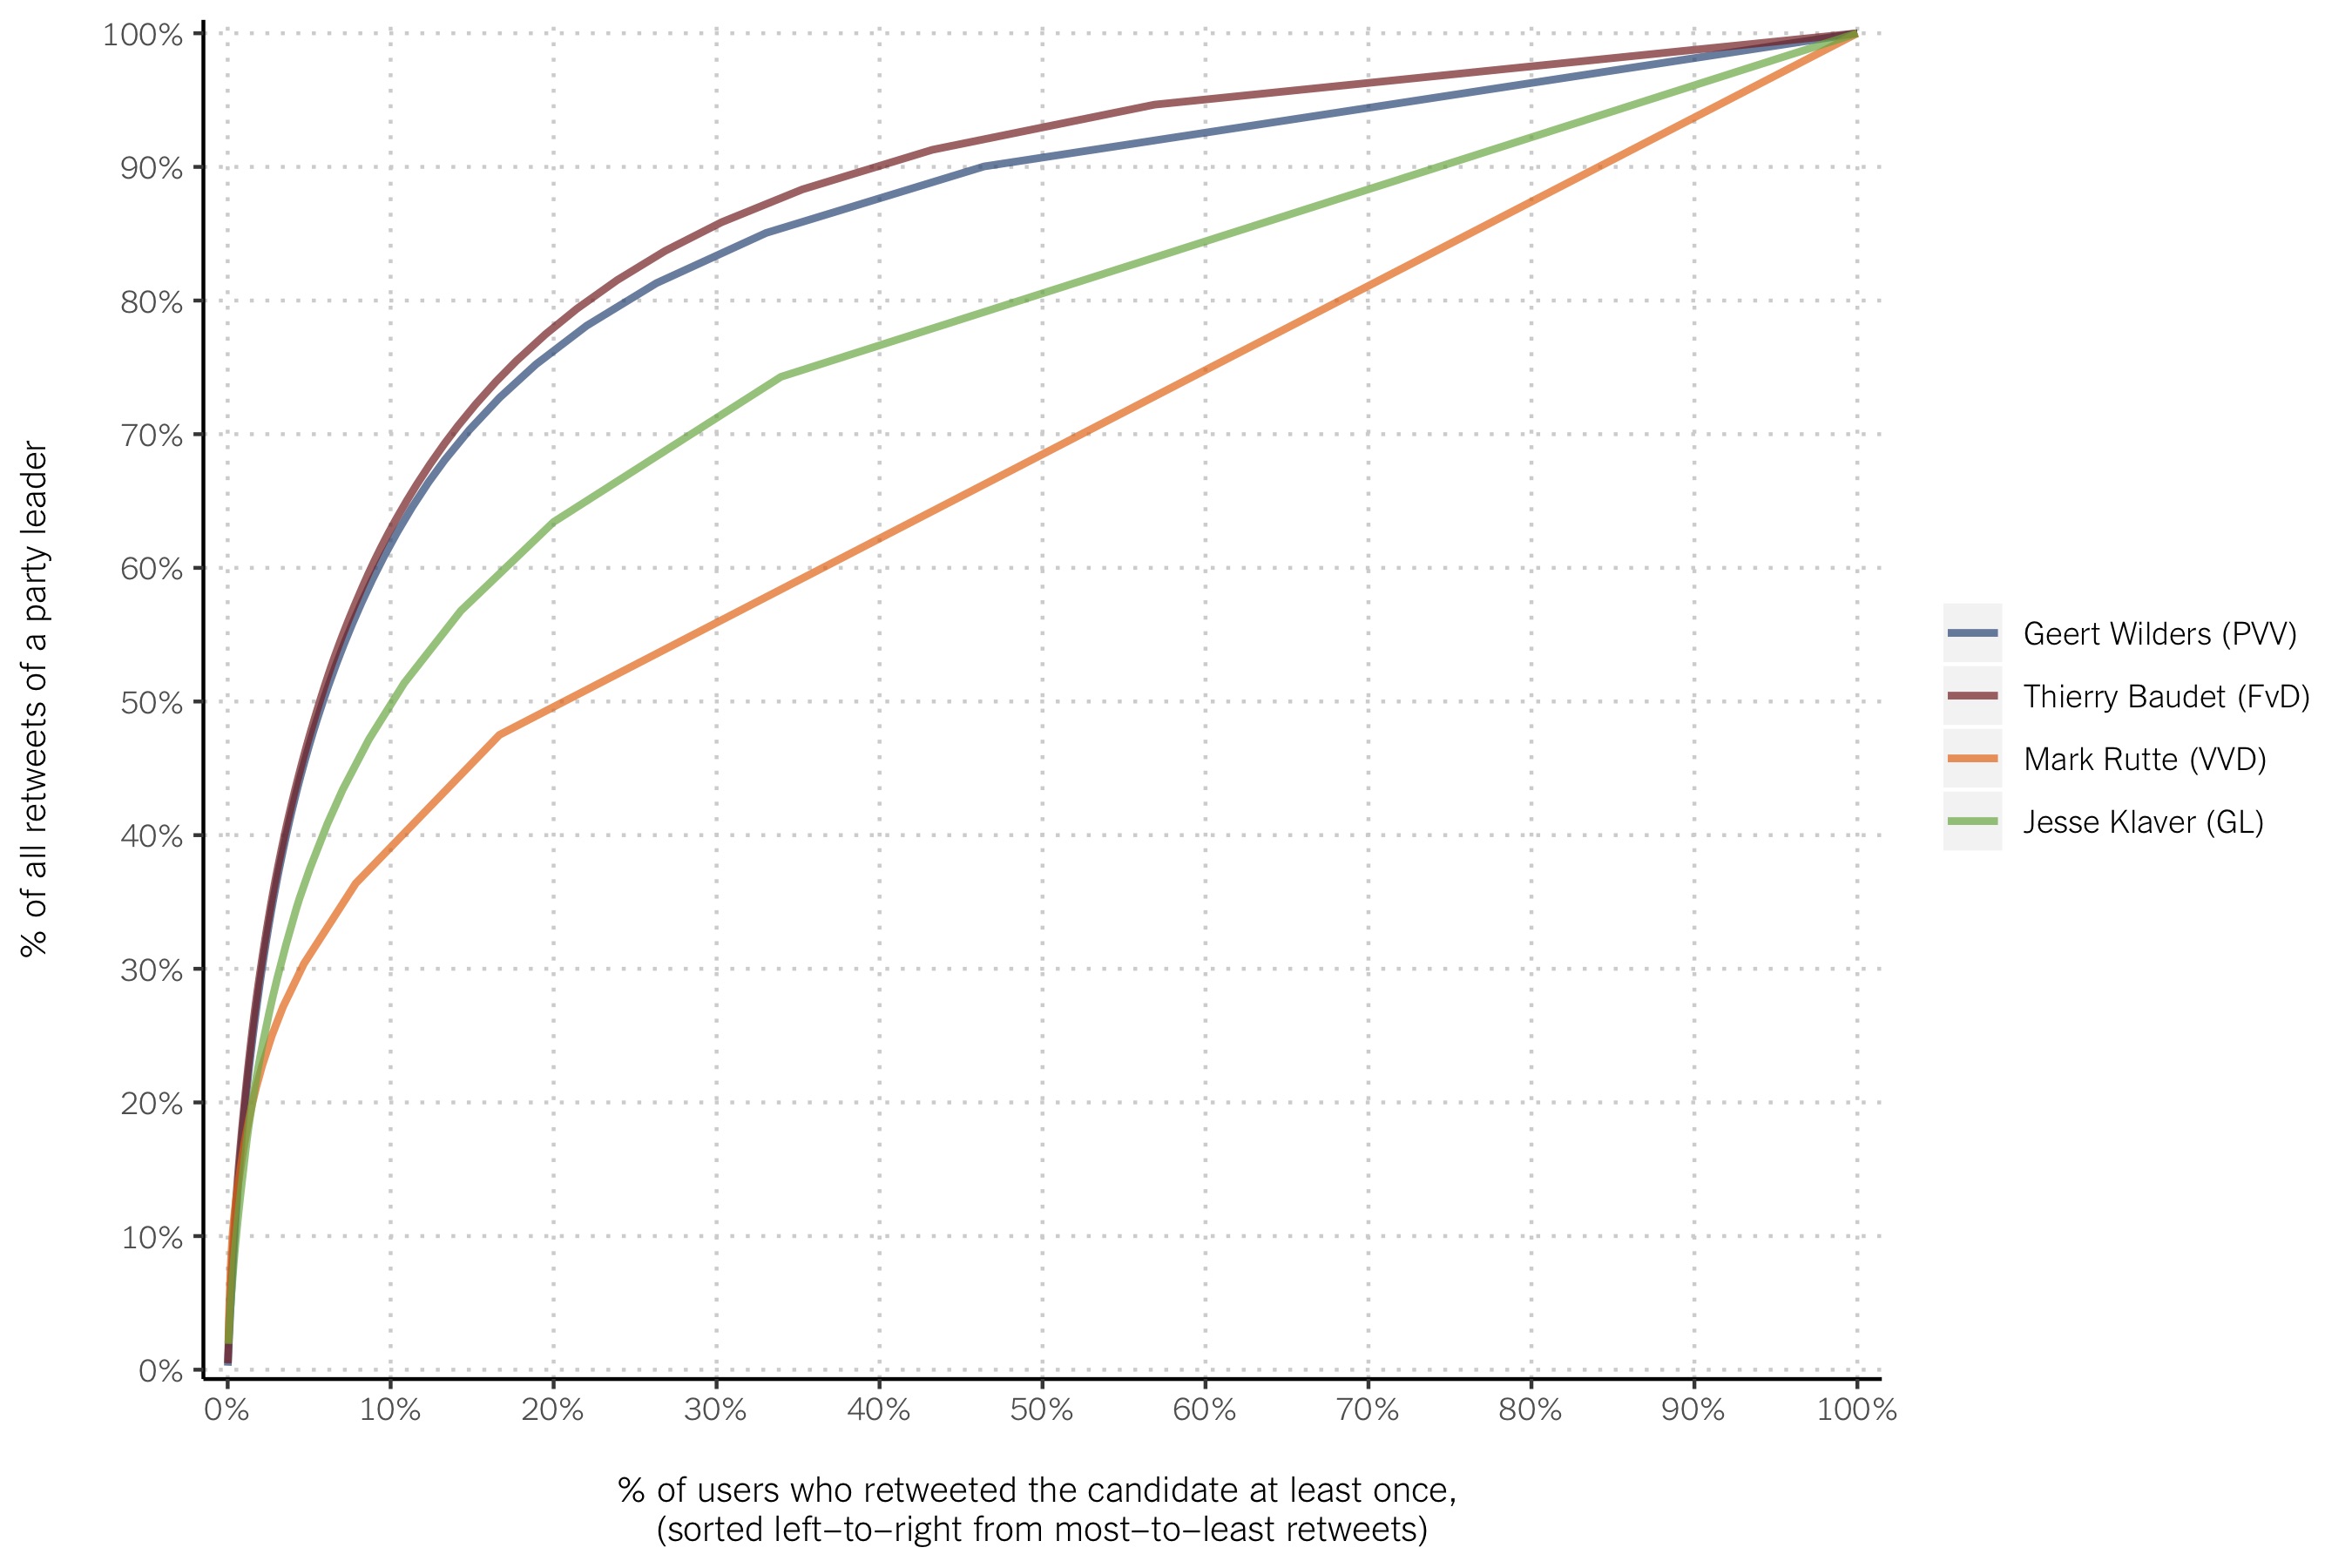 % of all retweets of a party leader
100%
90%
80%
70%
60%
50%
40%
30%
20%
10%
0%
0% 10% 20% 30% 40% 50% 60% 70% 80% 90% 100%
% of users who retweeted the candidate at least once,
(sorted left–to–right from most–to–least retweets)
Geert Wilders (PVV)
Thierry Baudet (FvD)
Mark Rutte (VVD)
Jesse Klaver (GL)